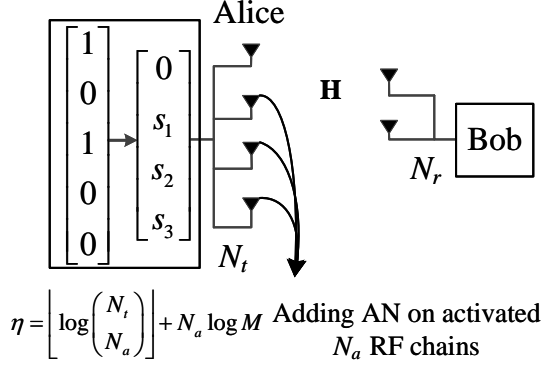 Alice
1
0
1
0
0
0
s₁
s₂
s₃
H
Bob
Nᵣ
Nₜ
η = ⌊log(Nₜ Nₐ)⌋ + Nₐ log M
Adding AN on activated
Nₐ RF chains